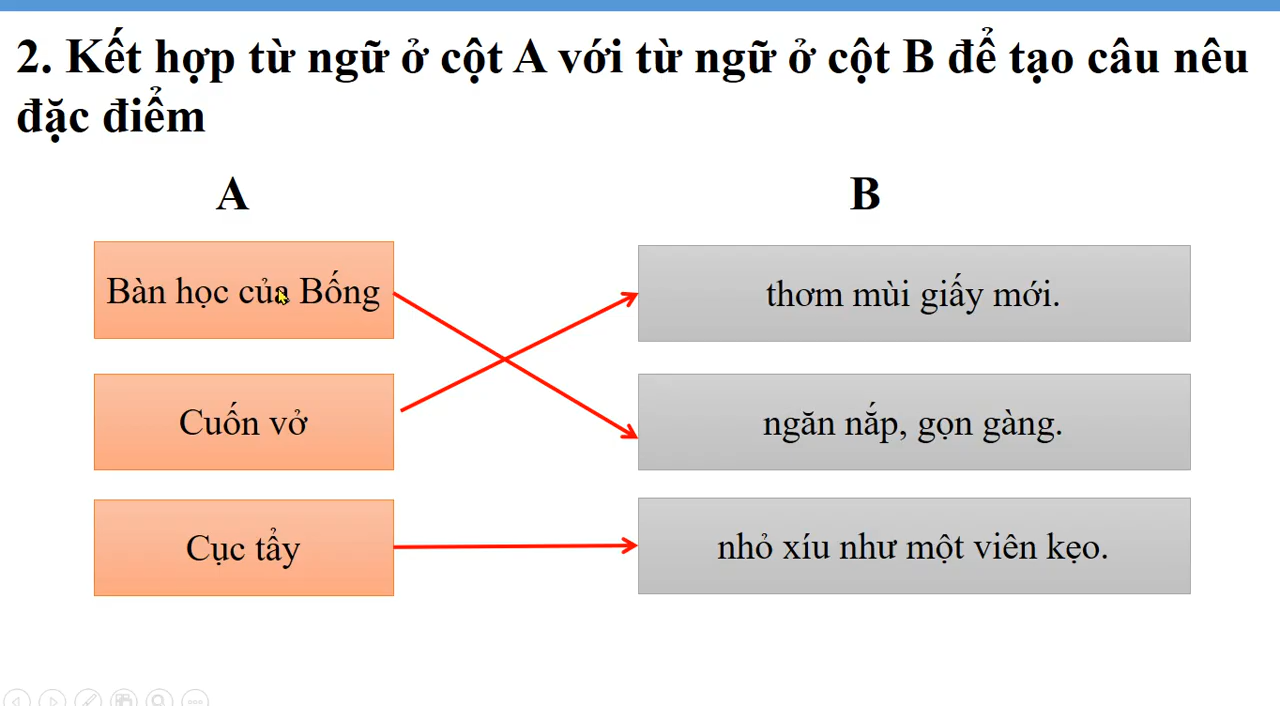 2. Kết hợp từ ngữ ở cột A với từ ngữ ở cột B để tạo câu nêu
đặc điểm
A
B
Bàn học của Bống
thơm mùi giấy mới.
Cuốn vở
ngăn nắp, gọn gàng.
Cục tẩy
nhỏ xíu như một viên kẹo.